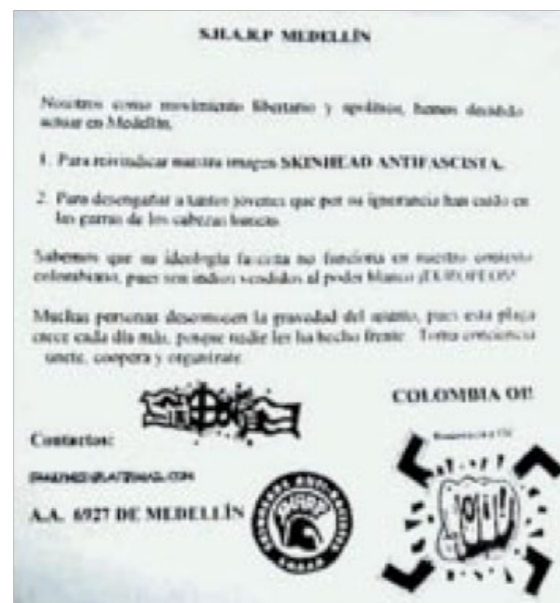 S.H.A.R.P MEDELLÍN
Nosotros como movimiento libertario y apolítico, hemos decidido
actuar en Medellín,
1. Para reivindicar nuestra imagen SKINHEAD ANTIFASCISTA.
2. Para desengañar a tantos jovenes que por su ignorancia han caído en
las garras de los cabezas huecas
Sabemos que su ideología fascista no funciona en nuestro contexto
colombiano, pues son indios vendidos al poder blanco ¡EUROPEOS!
Muchas personas desconocen la gravedad del asunto, pues esta plaga
crece cada día más, porque nadie les ha hecho frente. Toma conciencia
unete, coopera y organízate
COLOMBIA OI!
Contactos:
A.A. 6927 DE MEDELLÍN
SHARP
Oi!